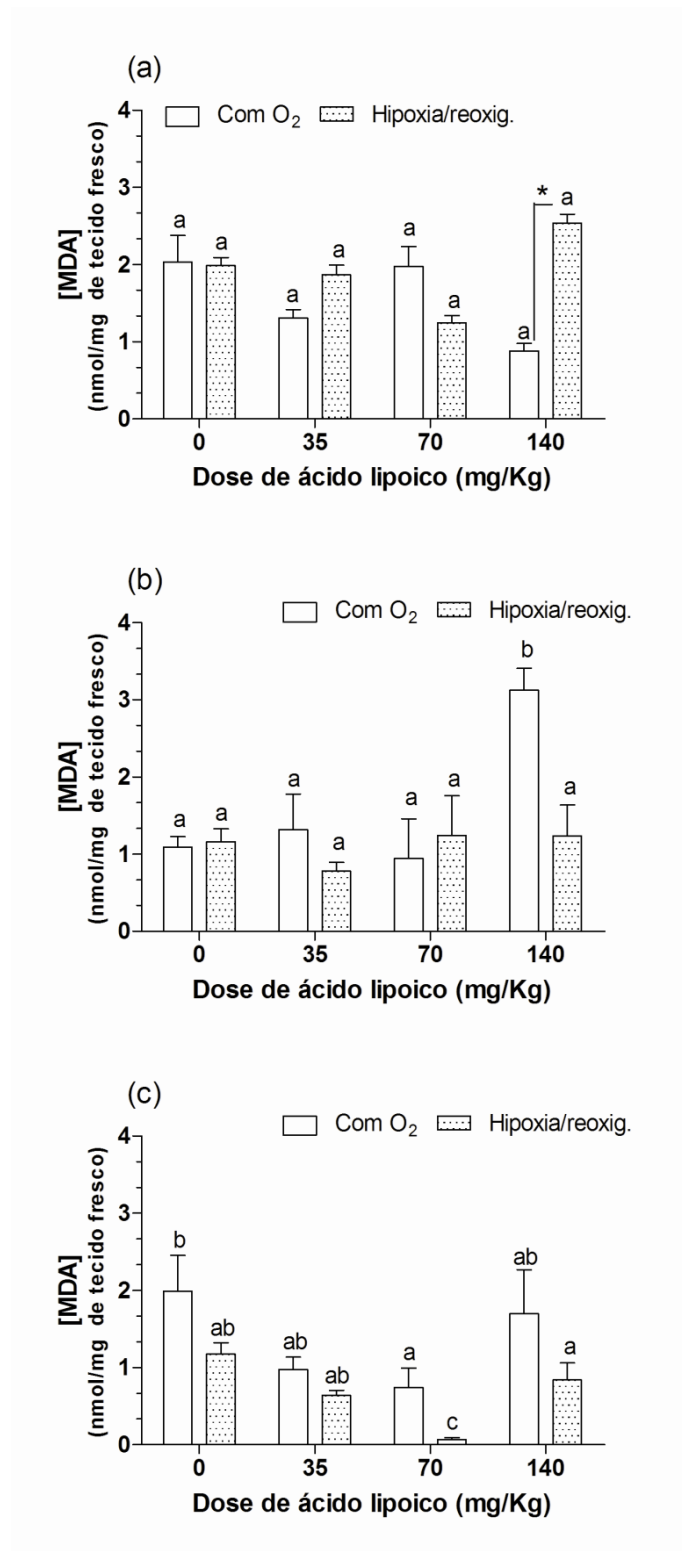 (a)
Com O₂ Hipoxia/reoxig.
[MDA]
(nmol/mg de tecido fresco)
4
3
2
1
0
a a a a a a a * a
0 35 70 140
Dose de ácido lipoico (mg/Kg)
(b)
Com O₂ Hipoxia/reoxig.
[MDA]
(nmol/mg de tecido fresco)
4
3
2
1
0
a a a a a a b a
0 35 70 140
Dose de ácido lipoico (mg/Kg)
(c)
Com O₂ Hipoxia/reoxig.
[MDA]
(nmol/mg de tecido fresco)
4
3
2
1
0
b ab ab ab a c ab a
0 35 70 140
Dose de ácido lipoico (mg/Kg)